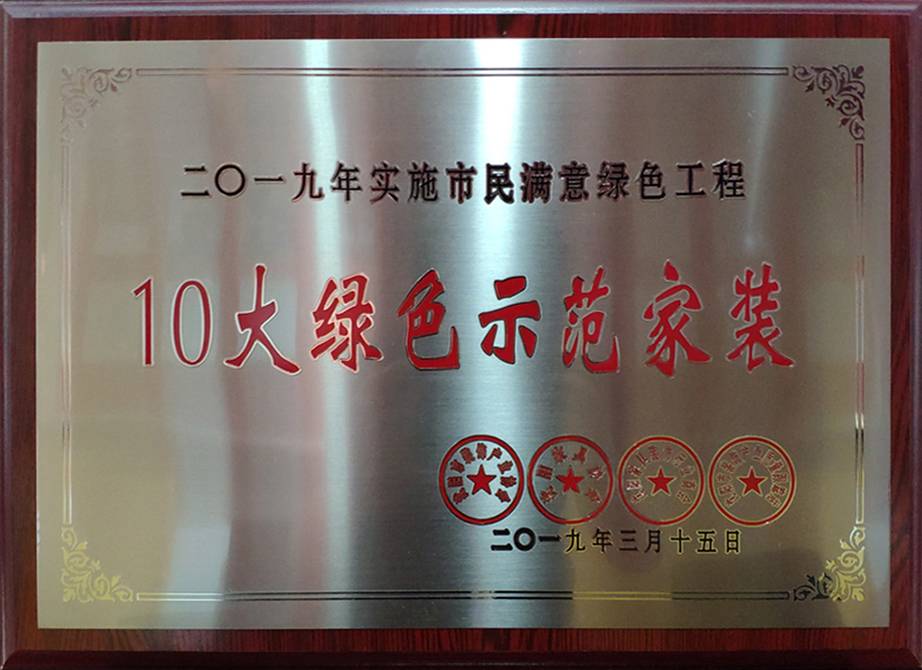 二〇一九年实施市民满意绿色工程
10大绿色示范家装
二〇一九年三月十五日